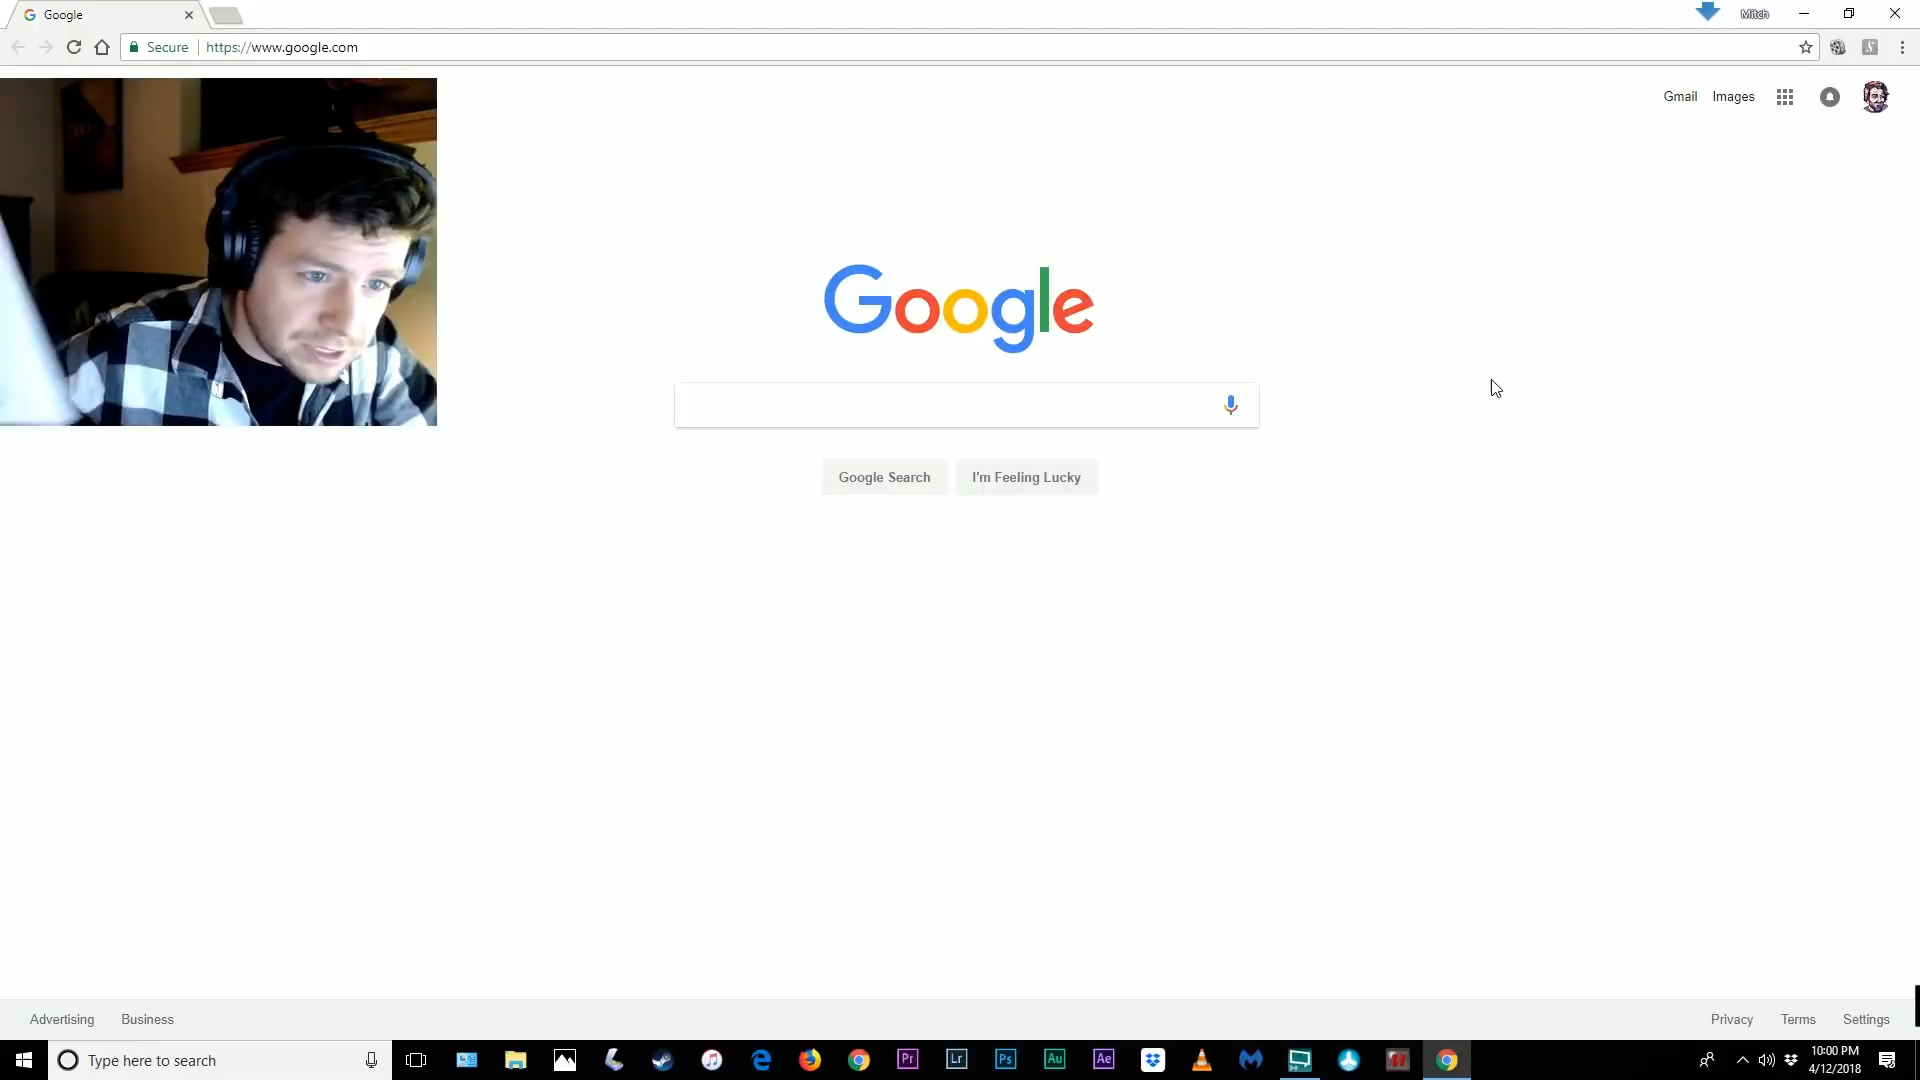 Google
Mitch
Secure
https://www.google.com
Gmail
Images
Google
Google Search
I'm Feeling Lucky
Advertising
Business
Privacy
Terms
Settings
Type here to search
Pr
Lr
Ps
Au
Ae
10:00 PM
4/12/2018